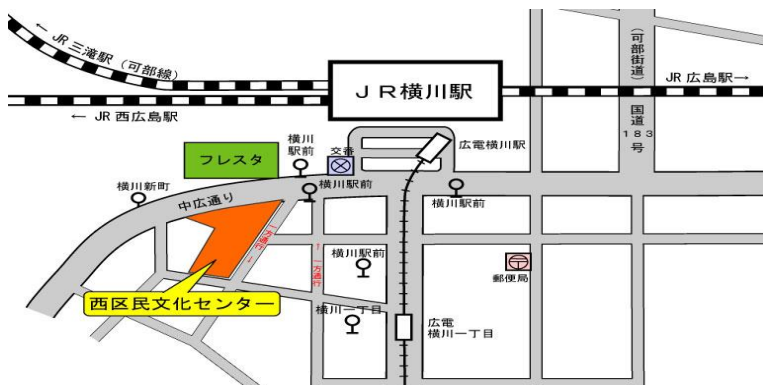 ← JR 三滝駅（可部線）
ＪＲ横川駅
（可部街道）
JR 広島駅→
← JR 西広島駅
国道183号
横川
駅前
交番
広電横川駅
フレスタ
横川新町
横川駅前
横川駅前
中広通り
一方通行→
↑一方通行
横川駅前
郵便局
西区民文化センター
横川一丁目
広電
横川一丁目